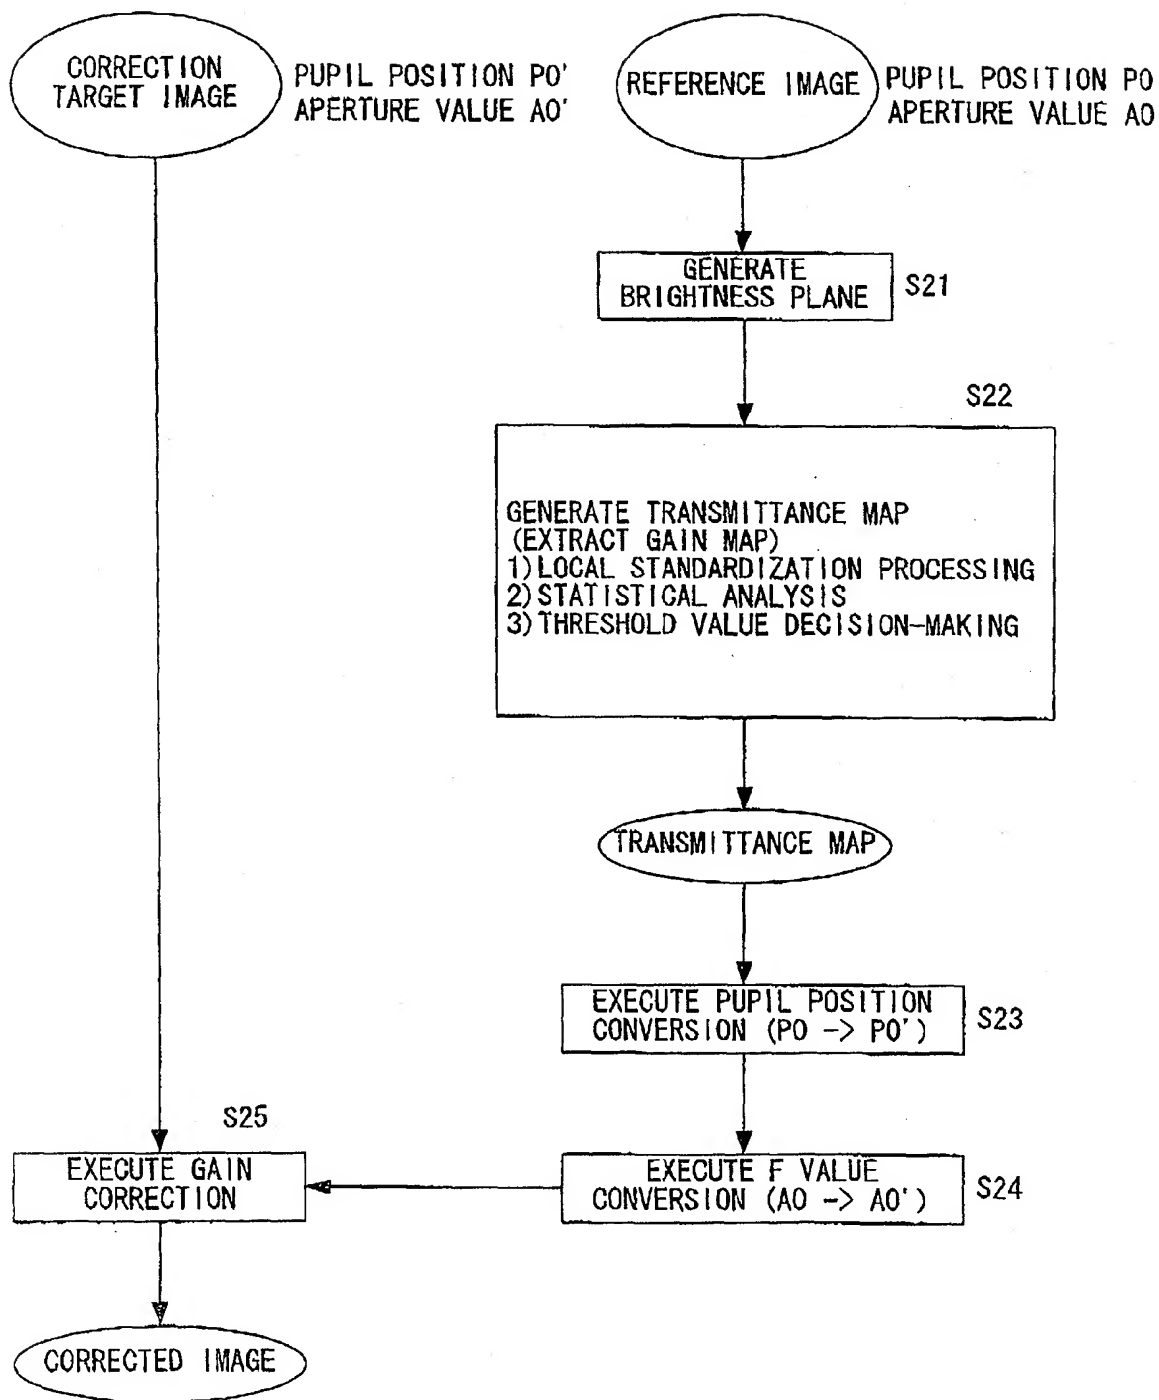 CORRECTION
TARGET IMAGE
PUPIL POSITION PO'
APERTURE VALUE AO'
REFERENCE IMAGE
PUPIL POSITION PO
APERTURE VALUE AO
GENERATE
BRIGHTNESS PLANE
S21
S22
GENERATE TRANSMITTANCE MAP
(EXTRACT GAIN MAP)
1)LOCAL STANDARDIZATION PROCESSING
2)STATISTICAL ANALYSIS
3)THRESHOLD VALUE DECISION-MAKING
TRANSMITTANCE MAP
EXECUTE PUPIL POSITION
CONVERSION (PO -> PO')
S23
S25
EXECUTE GAIN
CORRECTION
EXECUTE F VALUE
CONVERSION (AO -> AO')
S24
CORRECTED IMAGE